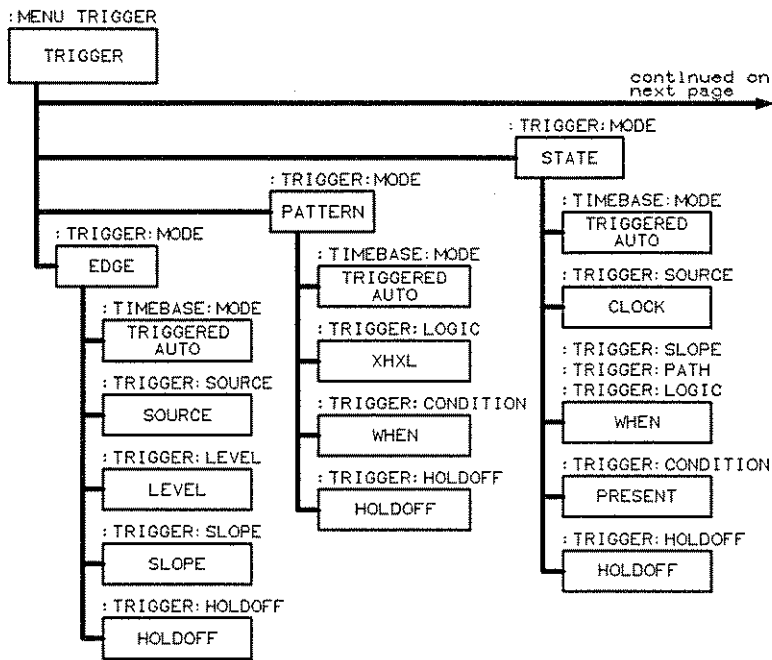 :MENU TRIGGER
TRIGGER
continued on
next page
:TRIGGER:MODE
STATE
:TIMEBASE:MODE
TRIGGERED
AUTO
:TRIGGER:SOURCE
CLOCK
:TRIGGER:SLOPE
:TRIGGER:PATH
:TRIGGER:LOGIC
WHEN
:TRIGGER:CONDITION
PRESENT
:TRIGGER:HOLDOFF
HOLDOFF
:TRIGGER:MODE
PATTERN
:TIMEBASE:MODE
TRIGGERED
AUTO
:TRIGGER:LOGIC
XHXL
:TRIGGER:CONDITION
WHEN
:TRIGGER:HOLDOFF
HOLDOFF
:TRIGGER:MODE
EDGE
:TIMEBASE:MODE
TRIGGERED
AUTO
:TRIGGER:SOURCE
SOURCE
:TRIGGER:LEVEL
LEVEL
:TRIGGER:SLOPE
SLOPE
:TRIGGER:HOLDOFF
HOLDOFF